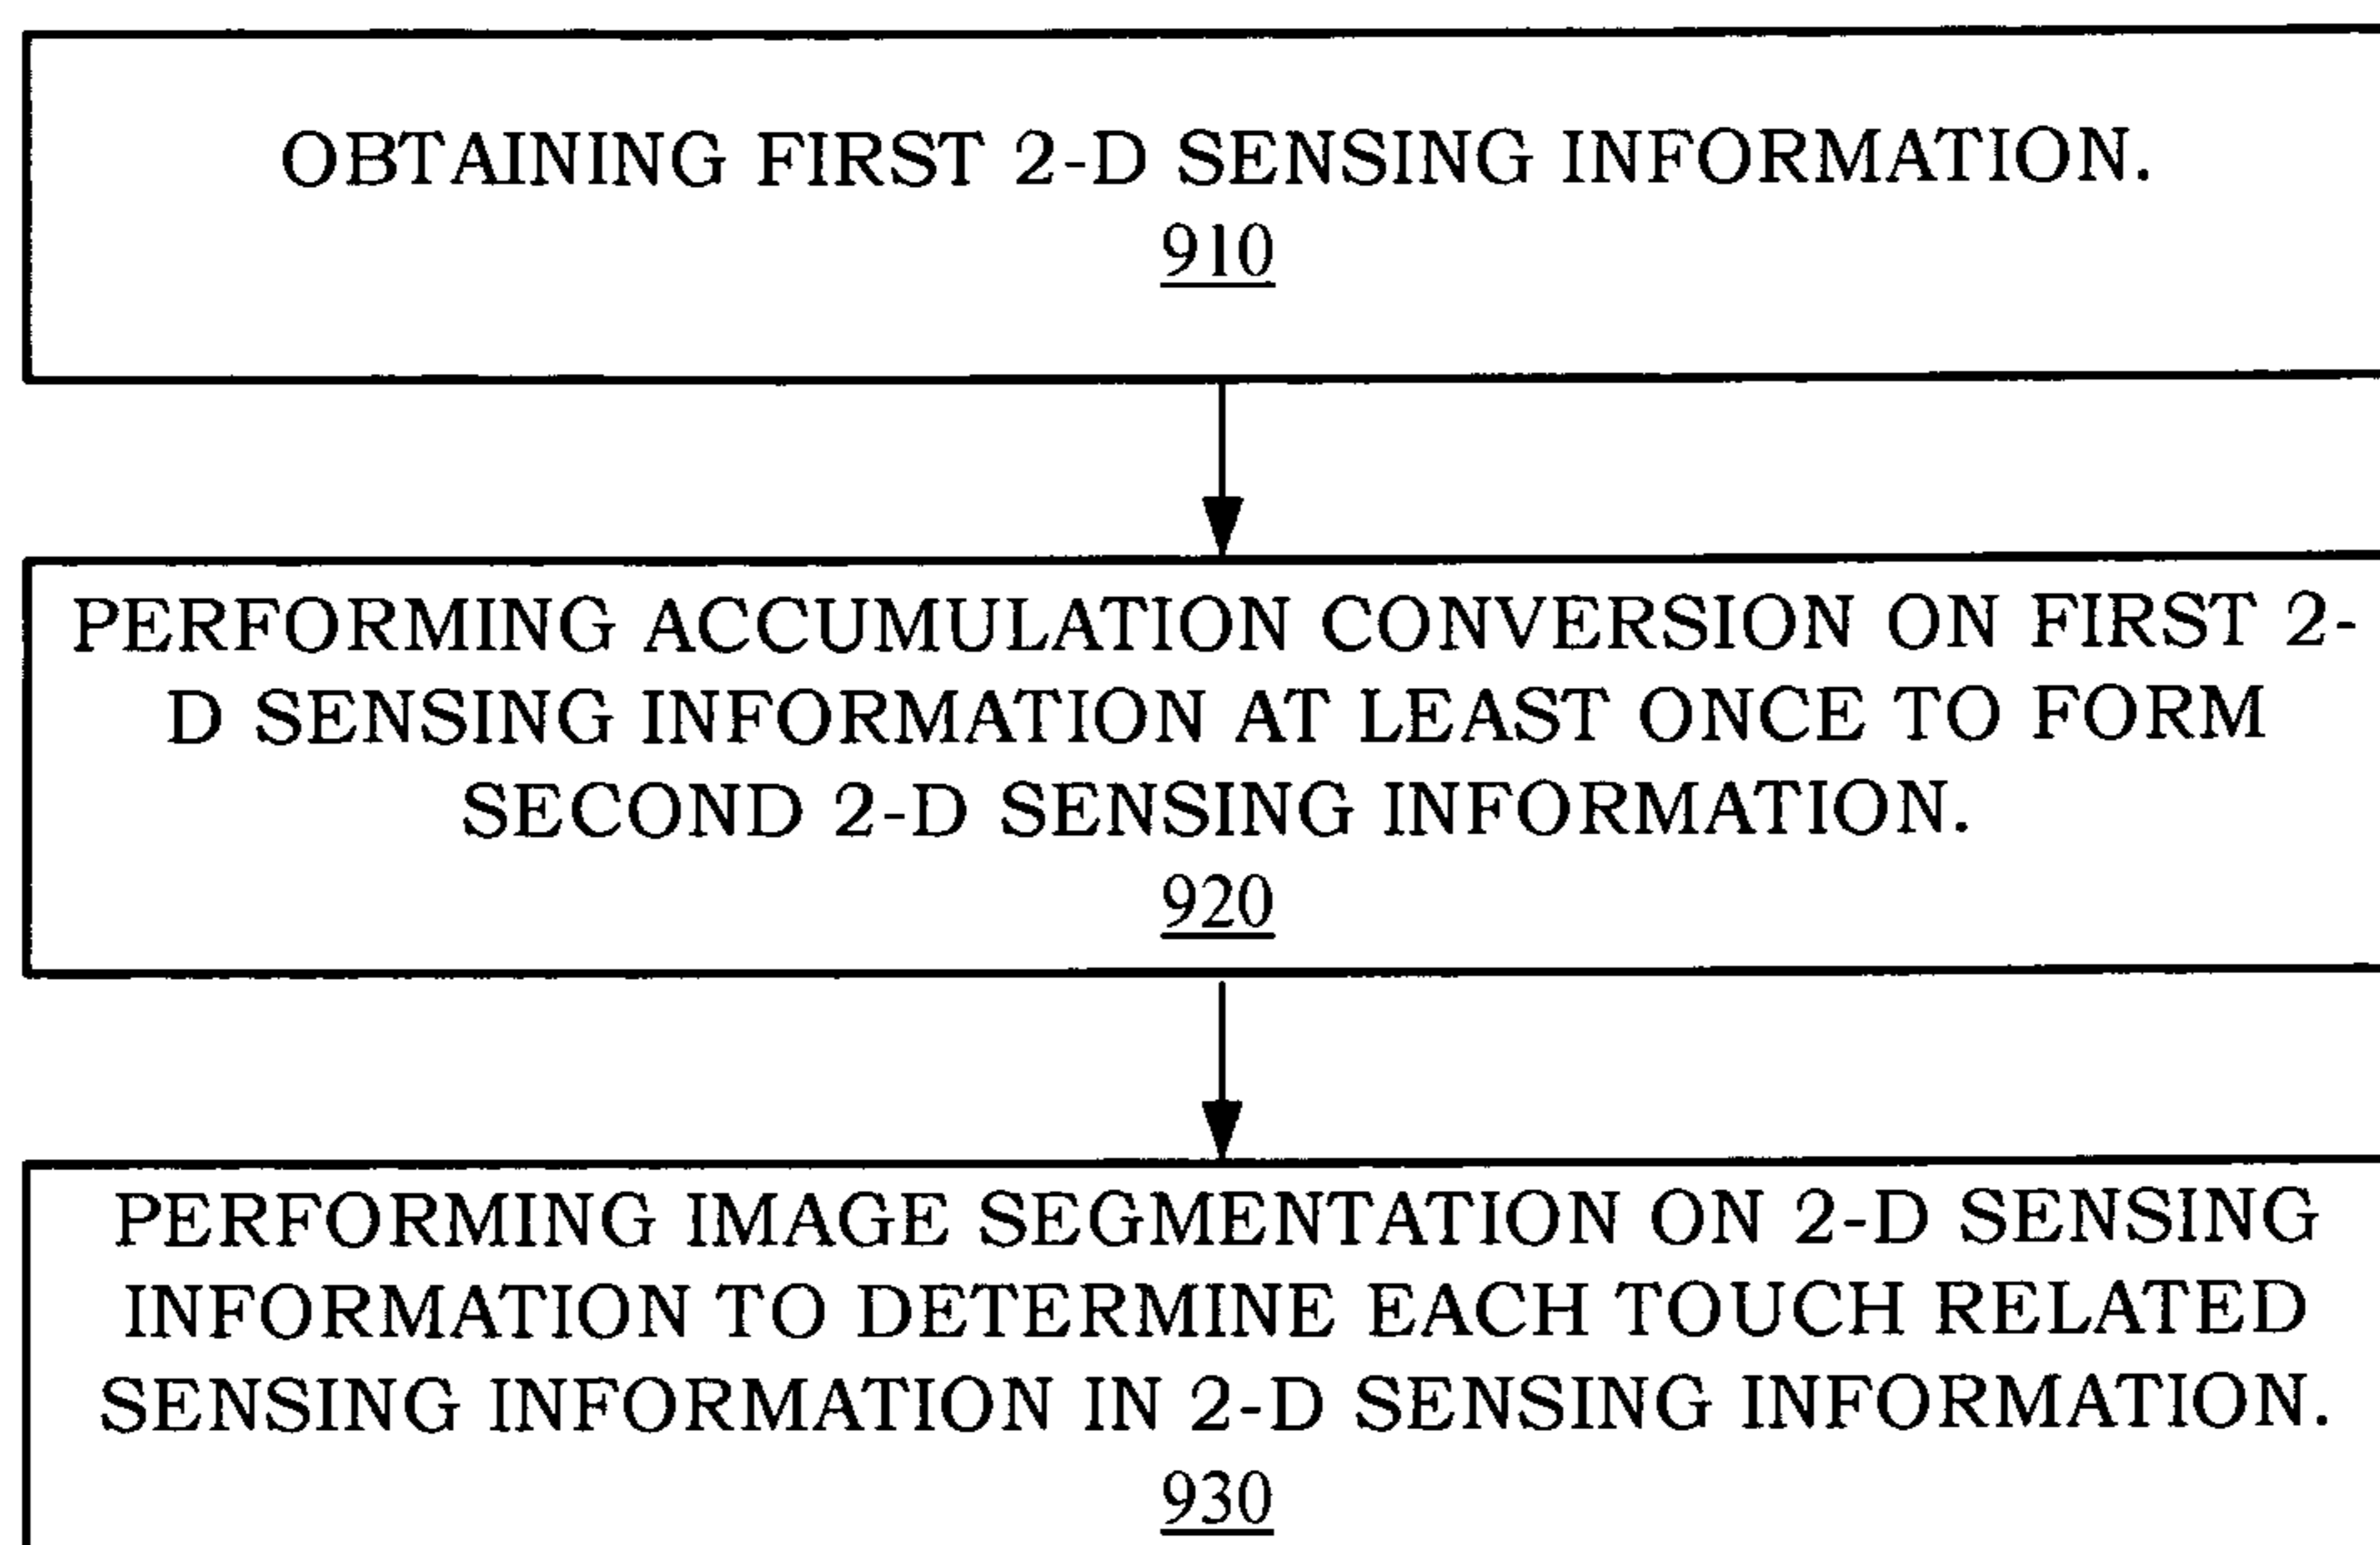 OBTAINING FIRST 2-D SENSING INFORMATION.
910
PERFORMING ACCUMULATION CONVERSION ON FIRST 2-
D SENSING INFORMATION AT LEAST ONCE TO FORM
SECOND 2-D SENSING INFORMATION.
920
PERFORMING IMAGE SEGMENTATION ON 2-D SENSING
INFORMATION TO DETERMINE EACH TOUCH RELATED
SENSING INFORMATION IN 2-D SENSING INFORMATION.
930